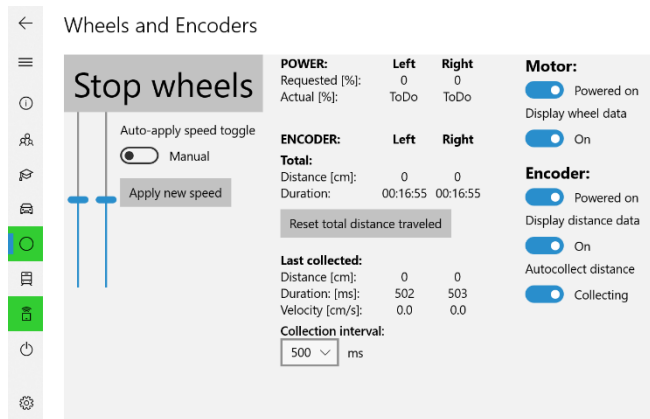 Wheels and Encoders
Stop wheels
Auto-apply speed toggle
Manual
Apply new speed
POWER: Left Right
Requested [%]: 0 0
Actual [%]: ToDo ToDo
ENCODER: Left Right
Total:
Distance [cm]: 0 0
Duration: 00:16:55 00:16:55
Reset total distance traveled
Last collected:
Distance [cm]: 0 0
Duration: [ms]: 502 503
Velocity [cm/s]: 0.0 0.0
Collection interval:
500 ms
Motor:
Powered on
Display wheel data
On
Encoder:
Powered on
Display distance data
On
Autocollect distance
Collecting